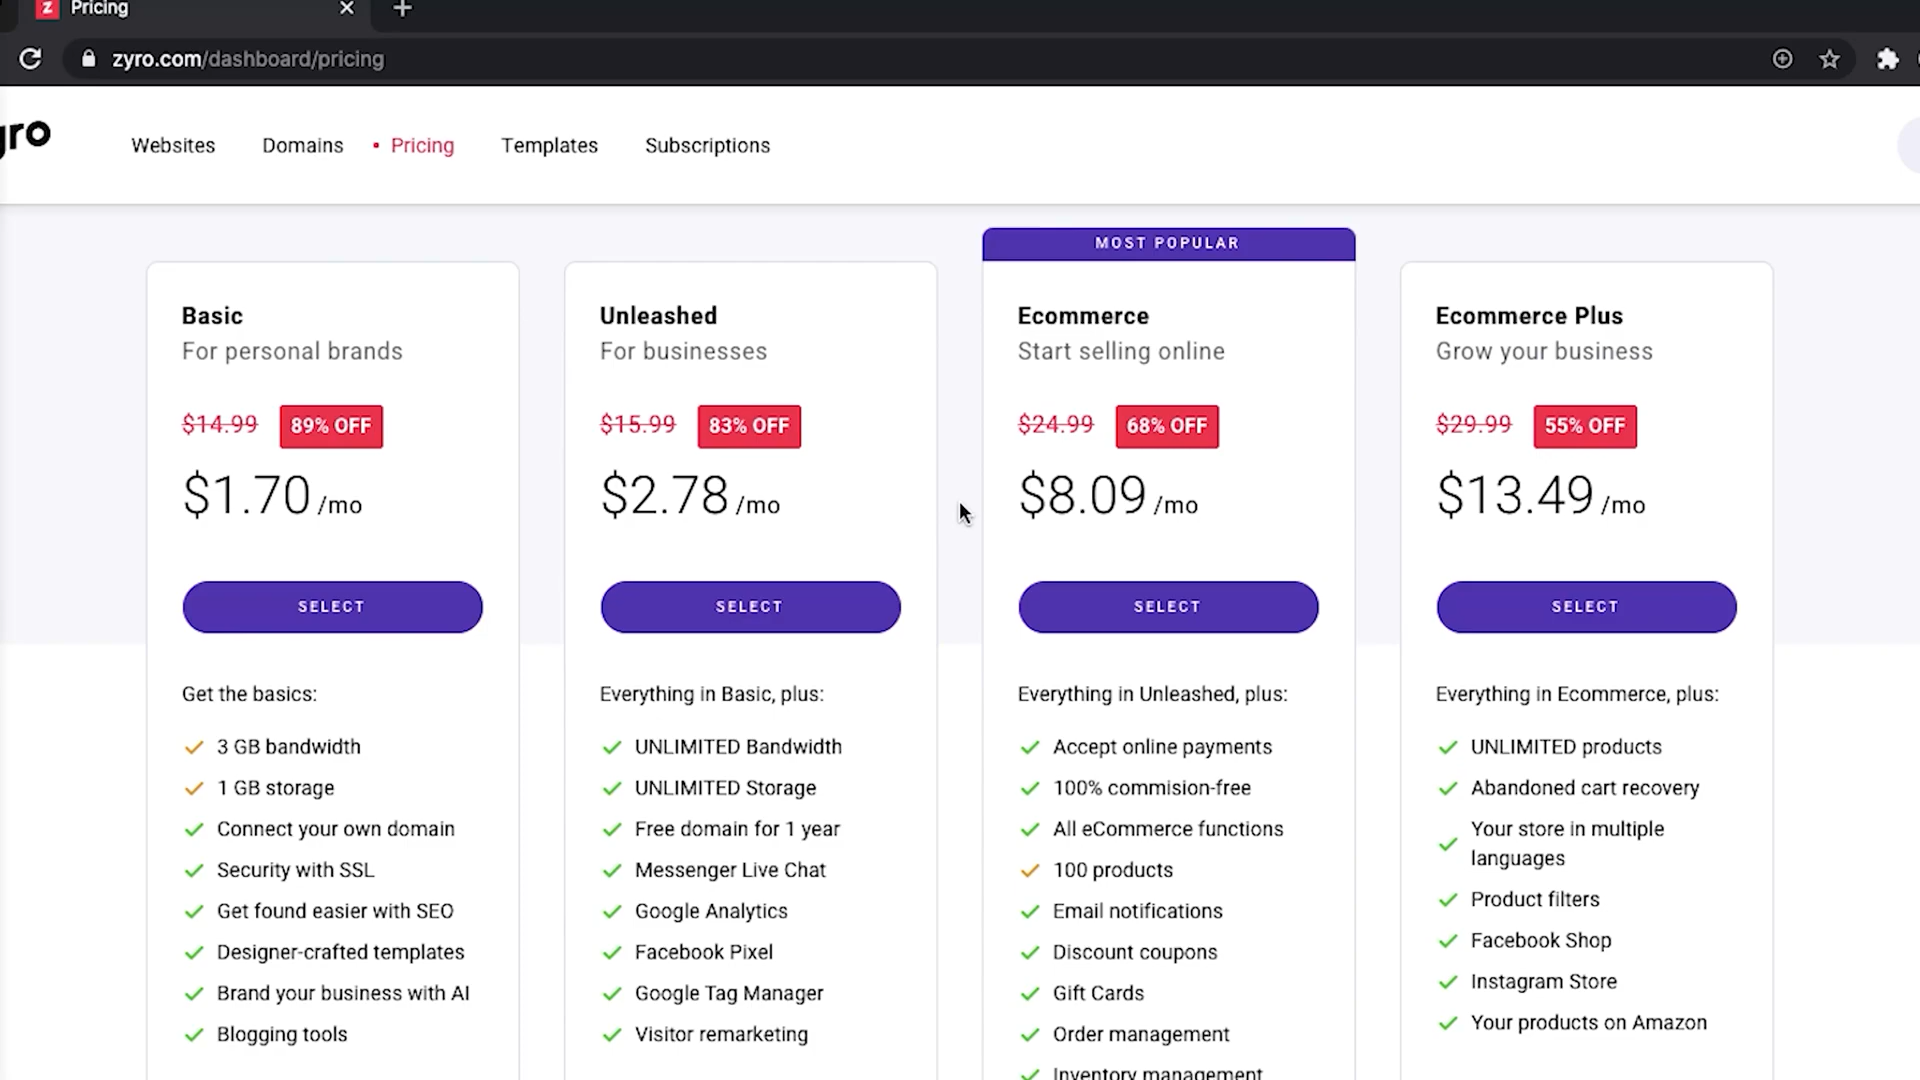 Pricing
zyro.com/dashboard/pricing
yro
Websites
Domains
Pricing
Templates
Subscriptions
MOST POPULAR
Basic
For personal brands
$14.99
89% OFF
$1.70 /mo
SELECT
Get the basics:
3 GB bandwidth
1 GB storage
Connect your own domain
Security with SSL
Get found easier with SEO
Designer-crafted templates
Brand your business with AI
Blogging tools
Unleashed
For businesses
$15.99
83% OFF
$2.78 /mo
SELECT
Everything in Basic, plus:
UNLIMITED Bandwidth
UNLIMITED Storage
Free domain for 1 year
Messenger Live Chat
Google Analytics
Facebook Pixel
Google Tag Manager
Visitor remarketing
Ecommerce
Start selling online
$24.99
68% OFF
$8.09 /mo
SELECT
Everything in Unleashed, plus:
Accept online payments
100% commision-free
All eCommerce functions
100 products
Email notifications
Discount coupons
Gift Cards
Order management
Inventory management
Ecommerce Plus
Grow your business
$29.99
55% OFF
$13.49 /mo
SELECT
Everything in Ecommerce, plus:
UNLIMITED products
Abandoned cart recovery
Your store in multiple
languages
Product filters
Facebook Shop
Instagram Store
Your products on Amazon